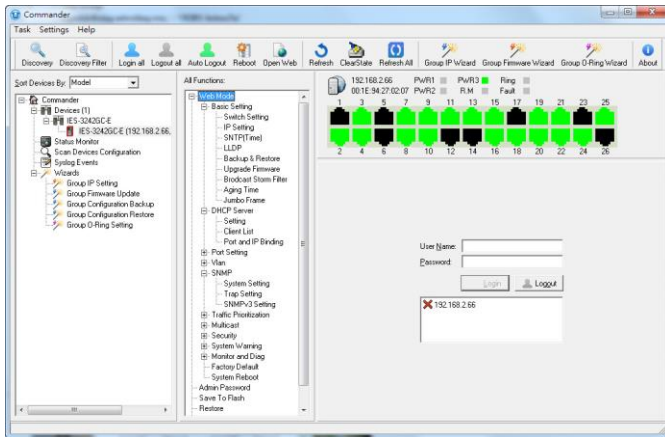 Commander
Task Settings Help
Discovery Discovery Filter Login all Logout all Auto Logout Reboot Open Web Refresh ClearState Refresh All Group IP Wizard Group Firmware Wizard Group O-Ring Wizard About
Sort Devices By: Model
Commander
Devices (1)
IES-3242GC-E
IES-3242GC-E (192.168.2.66,
Status Monitor
Scan Devices Configuration
Syslog Events
Wizards
Group IP Setting
Group Firmware Update
Group Configuration Backup
Group Configuration Restore
Group O-Ring Setting
All Functions:
Web Mode
Basic Setting
Switch Setting
IP Setting
SNTP(Time)
LLDP
Backup & Restore
Upgrade Firmware
Brodcast Storm Filter
Aging Time
Jumbo Frame
DHCP Server
Setting
Client List
Port and IP Binding
Port Setting
Vlan
SNMP
System Setting
Trap Setting
SNMPv3 Setting
Traffic Prioritization
Multicast
Security
System Warning
Monitor and Diag
Factory Default
System Reboot
Admin Password
Save To Flash
Restore
192.168.2.66 PWR1 PWR3 Ring
00:1E:94:27:02:07 PWR2 R.M Fault
1 3 5 7 9 11 13 15 17 19 21 23 25
2 4 6 8 10 12 14 16 18 20 22 24 26
User Name:
Password:
Login Logout
192.168.2.66